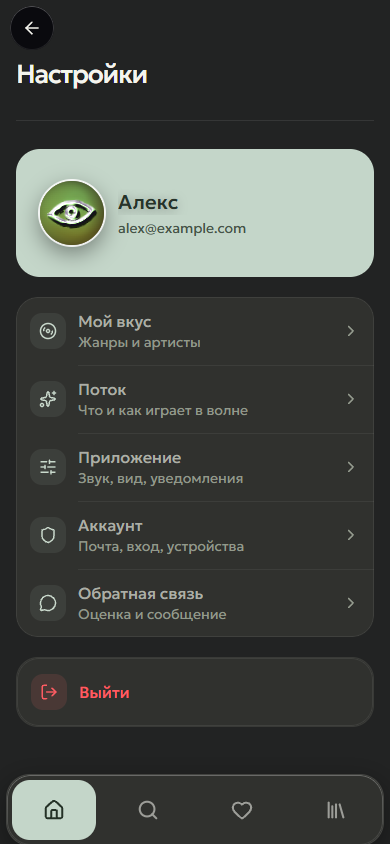 Настройки
Алекс
alex@example.com
Мой вкус
Жанры и артисты
Поток
Что и как играет в волне
Приложение
Звук, вид, уведомления
Аккаунт
Почта, вход, устройства
Обратная связь
Оценка и сообщение
Выйти